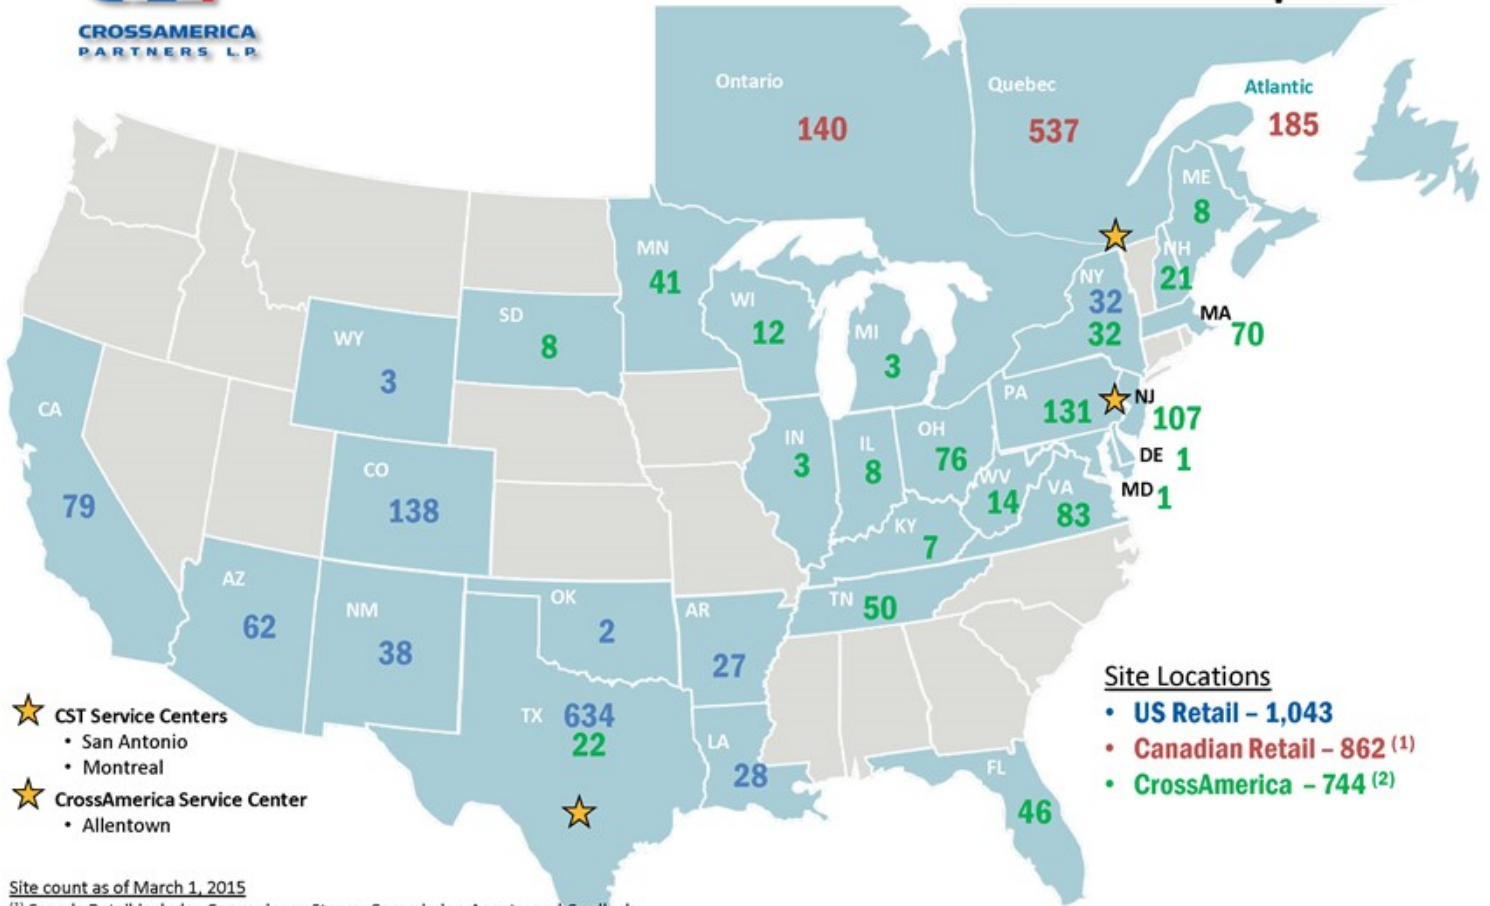 CROSSAMERICA
PARTNERS L.P.
Ontario
140
Quebec
537
Atlantic
185
ME
8
NH
21
NY
32
32
MA
70
MN
41
WI
12
MI
3
SD
8
WY
3
PA
131
NJ
107
DE 1
MD 1
CA
79
CO
138
IN
3
IL
8
OH
76
WV
14
VA
83
KY
7
TN 50
AZ
62
NM
38
OK
2
AR
27
TX 634
22
LA
28
FL
46
CST Service Centers
• San Antonio
• Montreal
CrossAmerica Service Center
• Allentown
Site Locations
• US Retail – 1,043
• Canadian Retail – 862 (1)
• CrossAmerica – 744 (2)
Site count as of March 1, 2015